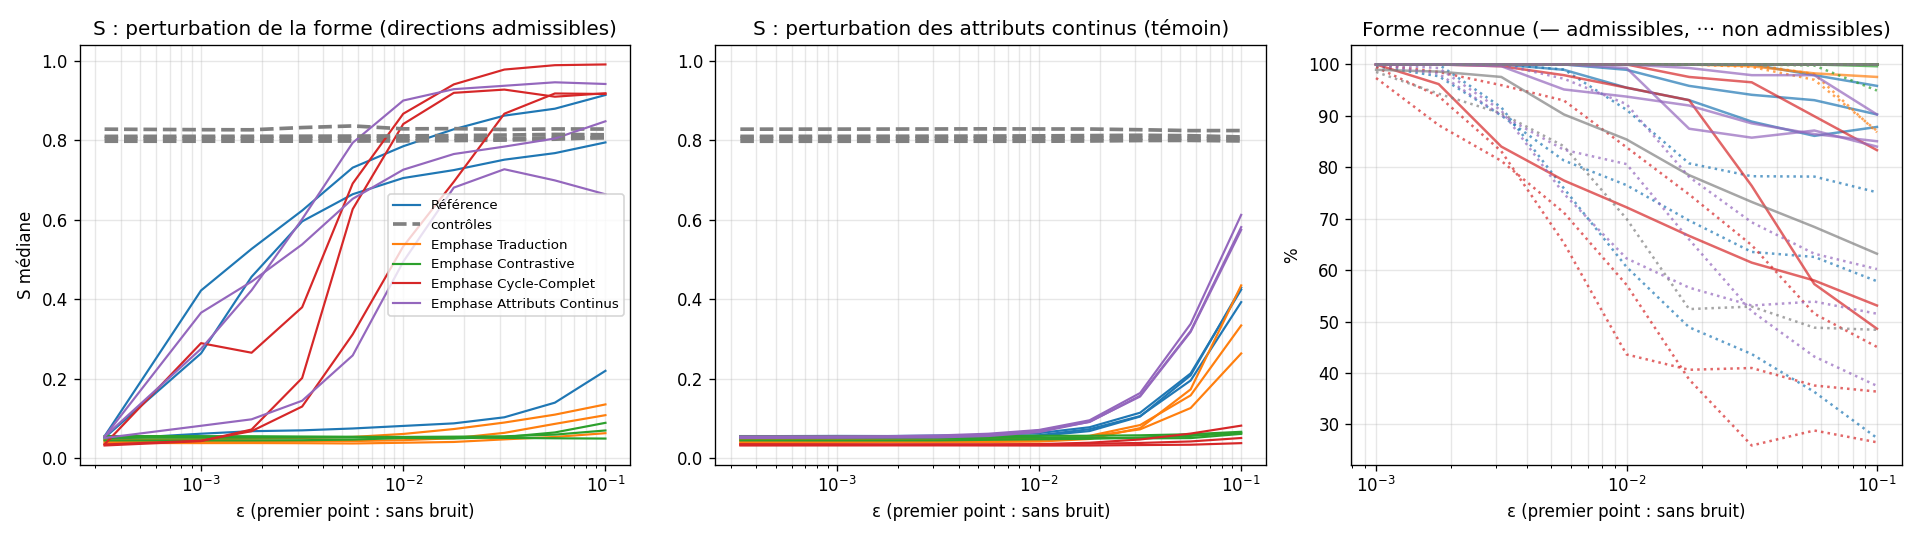 S : perturbation de la forme (directions admissibles)
S médiane
1.0
0.8
0.6
0.4
0.2
0.0
Référence
contrôles
Emphase Traduction
Emphase Contrastive
Emphase Cycle-Complet
Emphase Attributs Continus
10⁻³
10⁻²
10⁻¹
ε (premier point : sans bruit)
S : perturbation des attributs continus (témoin)
1.0
0.8
0.6
0.4
0.2
0.0
10⁻³
10⁻²
10⁻¹
ε (premier point : sans bruit)
Forme reconnue (— admissibles, ··· non admissibles)
%
100
90
80
70
60
50
40
30
10⁻³
10⁻²
10⁻¹
ε (premier point : sans bruit)